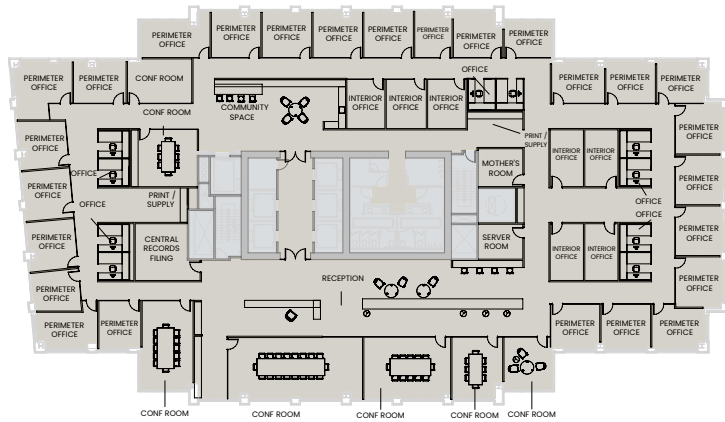 PERIMETER
OFFICE
PERIMETER
OFFICE
PERIMETER
OFFICE
PERIMETER
OFFICE
PERIMETER
OFFICE
PERIMETER
OFFICE
PERIMETER
OFFICE
PERIMETER
OFFICE
PERIMETER
OFFICE
PERIMETER
OFFICE
CONF ROOM
OFFICE
PERIMETER
OFFICE
PERIMETER
OFFICE
PERIMETER
OFFICE
CONF ROOM
COMMUNITY
SPACE
INTERIOR
OFFICE
INTERIOR
OFFICE
INTERIOR
OFFICE
PERIMETER
OFFICE
PERIMETER
OFFICE
PRINT /
SUPPLY
INTERIOR
OFFICE
INTERIOR
OFFICE
OFFICE
MOTHER'S
ROOM
PERIMETER
OFFICE
PERIMETER
OFFICE
PRINT /
SUPPLY
OFFICE
OFFICE
OFFICE
PERIMETER
OFFICE
CENTRAL
RECORDS
FILING
SERVER
ROOM
INTERIOR
OFFICE
INTERIOR
OFFICE
PERIMETER
OFFICE
PERIMETER
OFFICE
RECEPTION
PERIMETER
OFFICE
PERIMETER
OFFICE
PERIMETER
OFFICE
PERIMETER
OFFICE
PERIMETER
OFFICE
PERIMETER
OFFICE
CONF ROOM
CONF ROOM
CONF ROOM
CONF ROOM
CONF ROOM